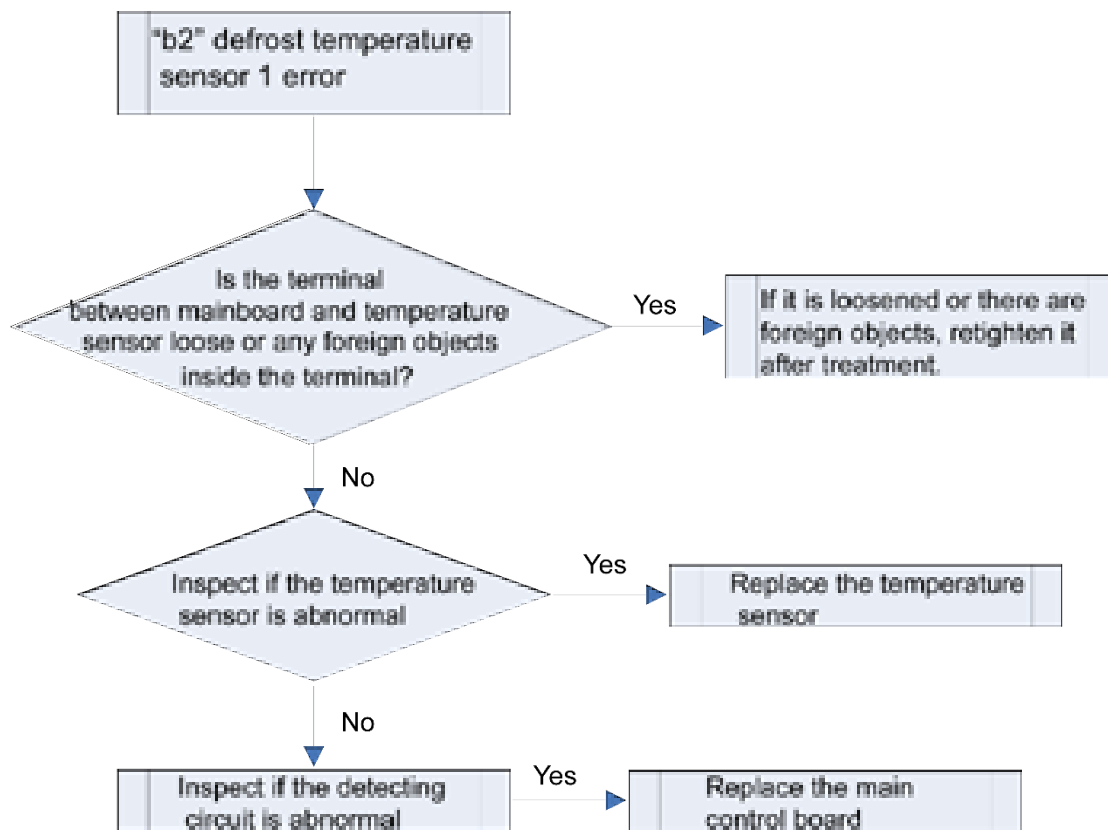 "b2" defrost temperature
sensor 1 error
Is the terminal
between mainboard and temperature
sensor loose or any foreign objects
inside the terminal?
Yes
If it is loosened or there are
foreign objects, retighten it
after treatment.
No
Inspect if the temperature
sensor is abnormal
Yes
Replace the temperature
sensor
No
Inspect if the detecting
circuit is abnormal
Yes
Replace the main
control board